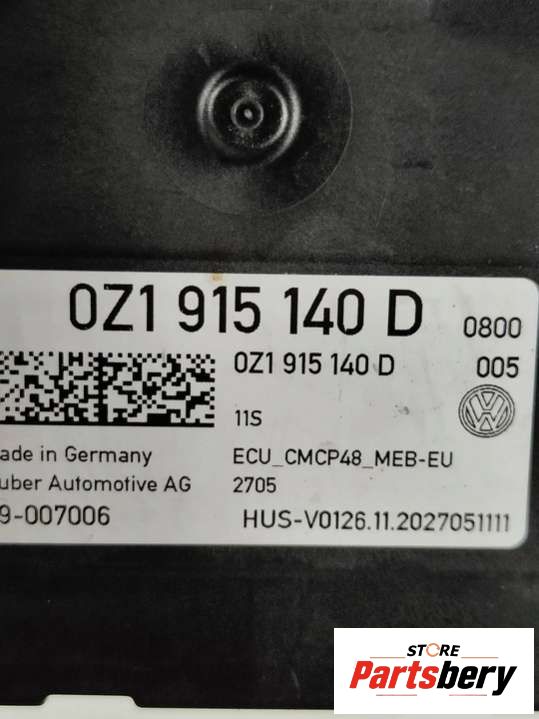 0Z1 915 140 D 0800
0Z1 915 140 D 005
11S
ade in Germany ECU_CMCP48_MEB-EU
uber Automotive AG 2705
9-007006 HUS-V0126.11.2027051111
STORE
Partsbery